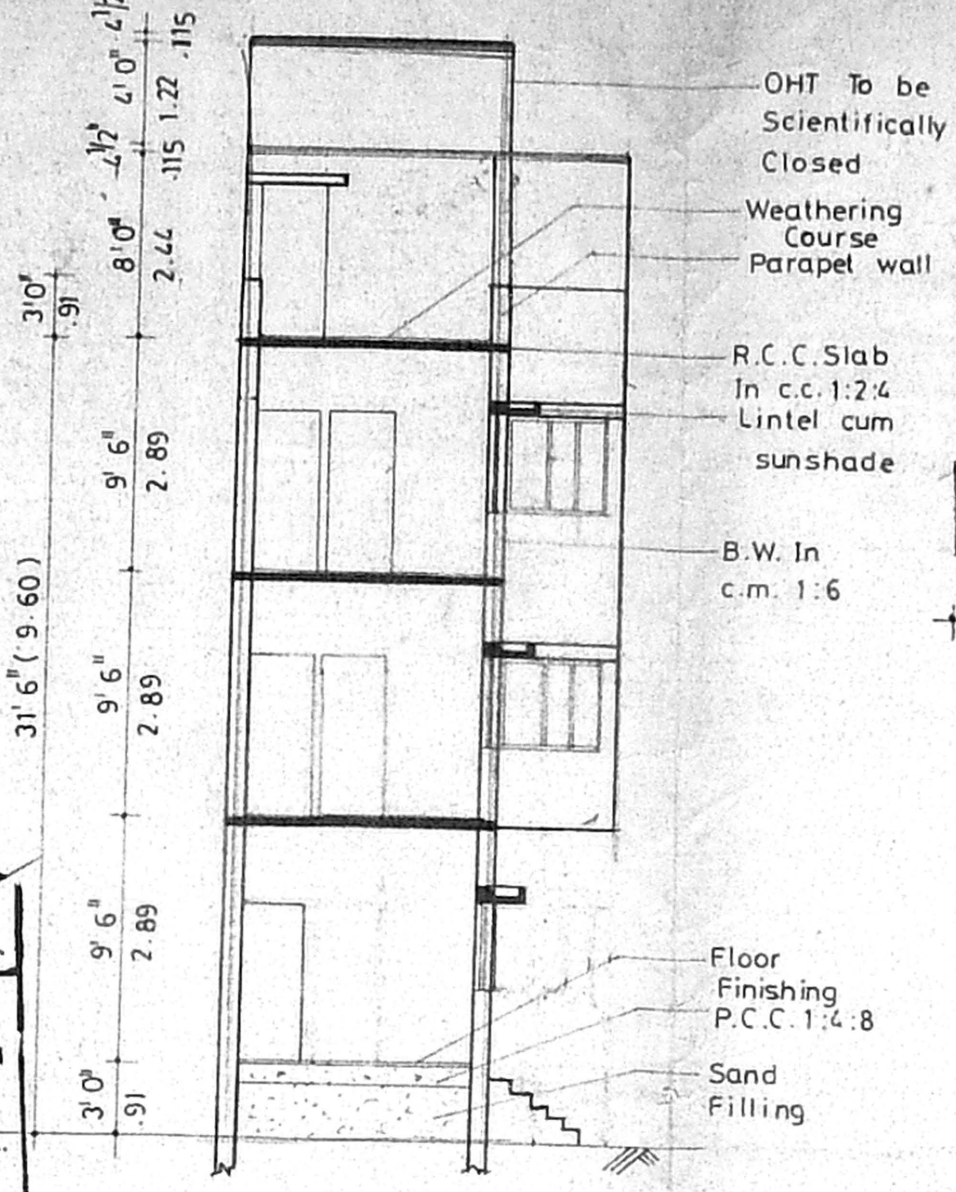 4½"
.115
4'0"
1.22
4½"
.115
8'0"
2.44
3'0"
.91
9'6"
2.89
31'6" (9.60)
9'6"
2.89
9'6"
2.89
3'0"
.91
OHT To be
Scientifically
Closed
Weathering
Course
Parapet wall
R.C.C. Slab
In c.c. 1:2:4
Lintel cum
sunshade
B.W. In
c.m. 1:6
Floor
Finishing
P.C.C. 1:4:8
Sand
Filling